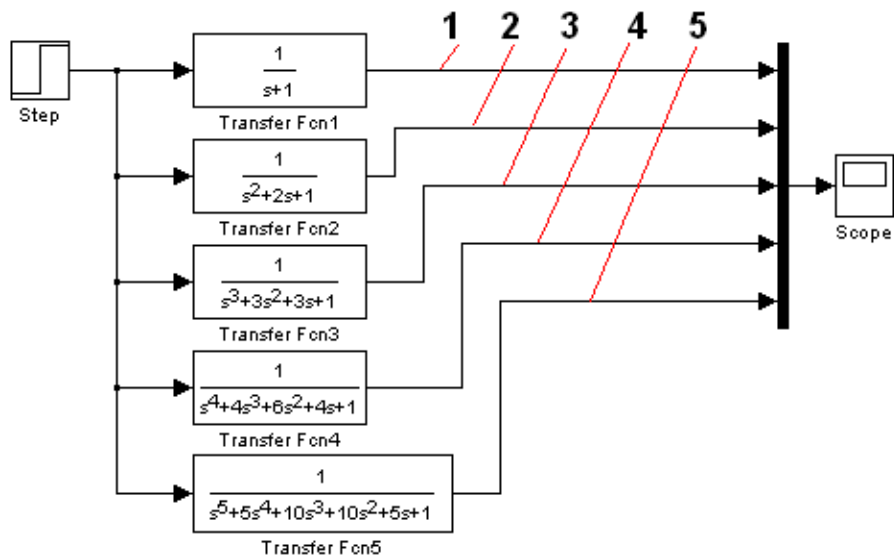 1 2 3 4 5
Step
1
s+1
Transfer Fcn1
1
s²+2s+1
Transfer Fcn2
1
s³+3s²+3s+1
Transfer Fcn3
1
s⁴+4s³+6s²+4s+1
Transfer Fcn4
1
s⁵+5s⁴+10s³+10s²+5s+1
Transfer Fcn5
Scope